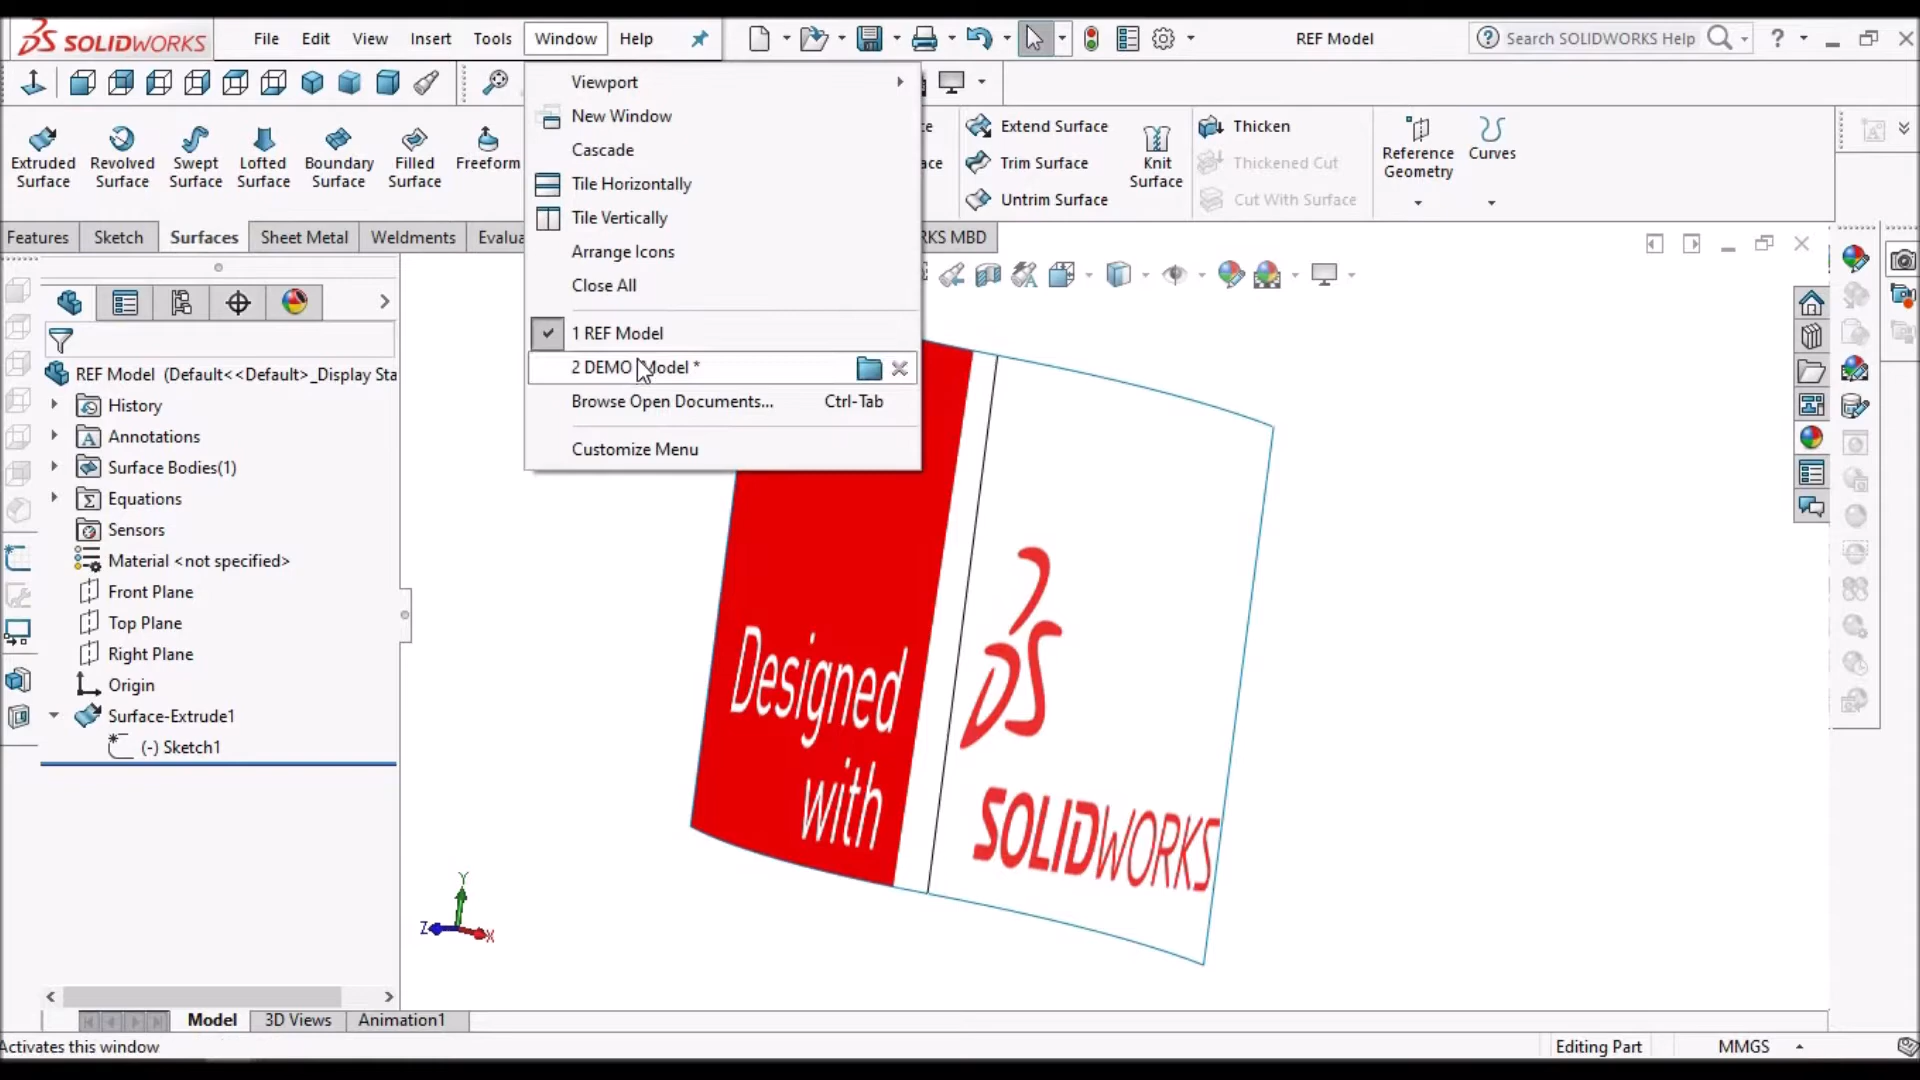 SOLIDWORKS
File Edit View Insert Tools Window Help
REF Model
Search SOLIDWORKS Help
?
Extruded Surface
Revolved Surface
Swept Surface
Lofted Surface
Boundary Surface
Filled Surface
Freeform
Extend Surface
Trim Surface
Untrim Surface
Knit Surface
Thicken
Thickened Cut
Cut With Surface
Reference Geometry
Curves
Features Sketch Surfaces Sheet Metal Weldments Evalua
RKS MBD
Viewport
New Window
Cascade
Tile Horizontally
Tile Vertically
Arrange Icons
Close All
1 REF Model
2 DEMO Model *
Browse Open Documents... Ctrl-Tab
Customize Menu
REF Model (Default<<Default>_Display Sta
History
Annotations
Surface Bodies(1)
Equations
Sensors
Material <not specified>
Front Plane
Top Plane
Right Plane
Origin
Surface-Extrude1
(-) Sketch1
Designed
with
SOLIDWORKS
Y
Z
X
Model 3D Views Animation1
Activates this window
Editing Part
MMGS